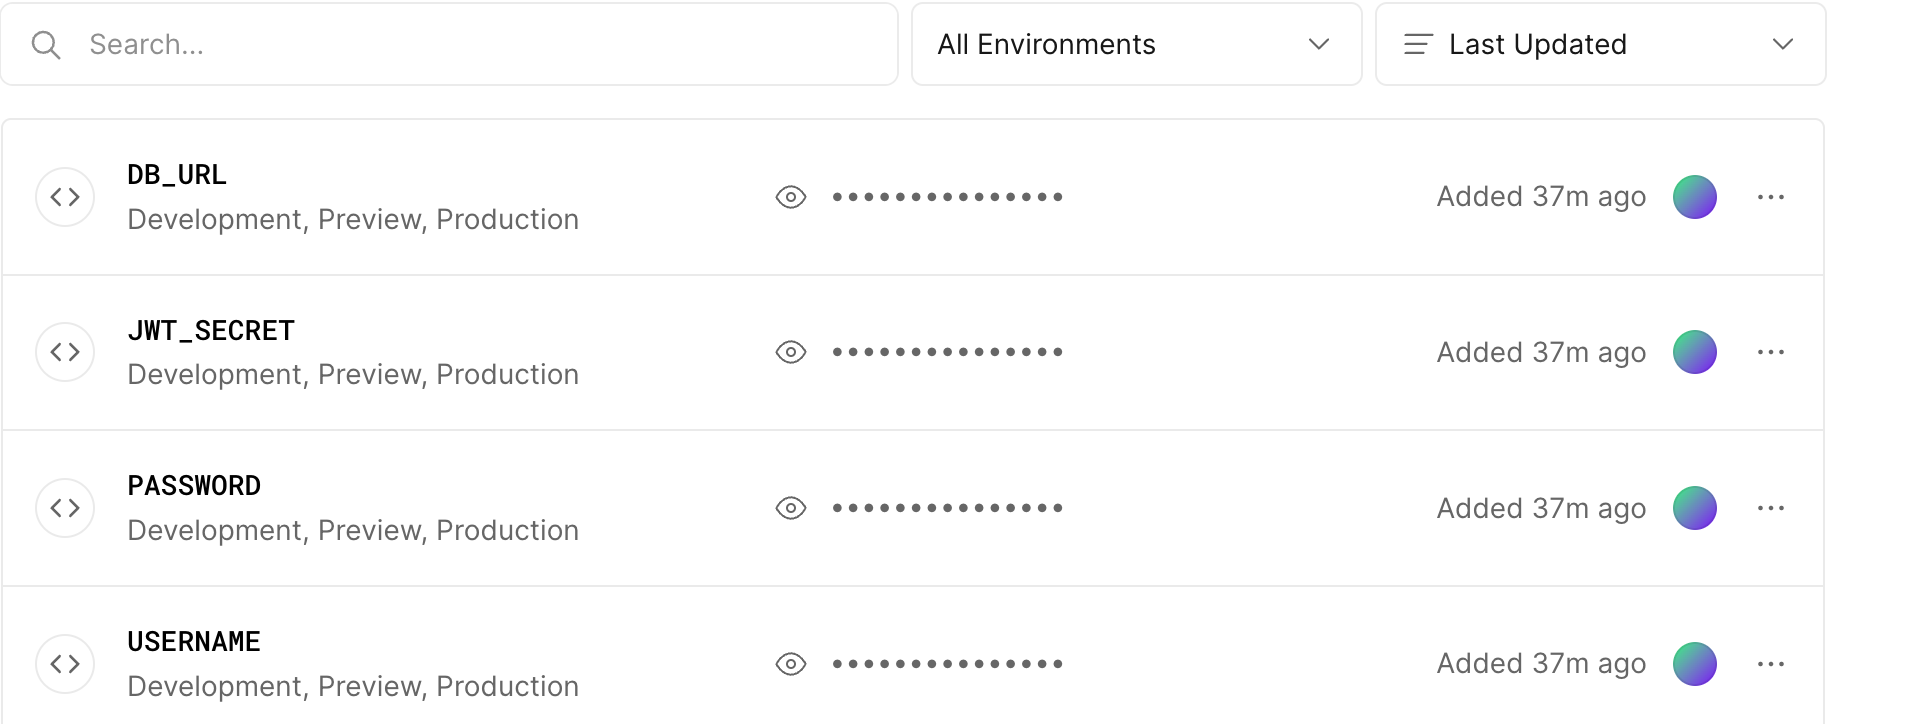 Search...
All Environments
Last Updated
DB_URL
Development, Preview, Production
Added 37m ago
JWT_SECRET
Development, Preview, Production
Added 37m ago
PASSWORD
Development, Preview, Production
Added 37m ago
USERNAME
Development, Preview, Production
Added 37m ago